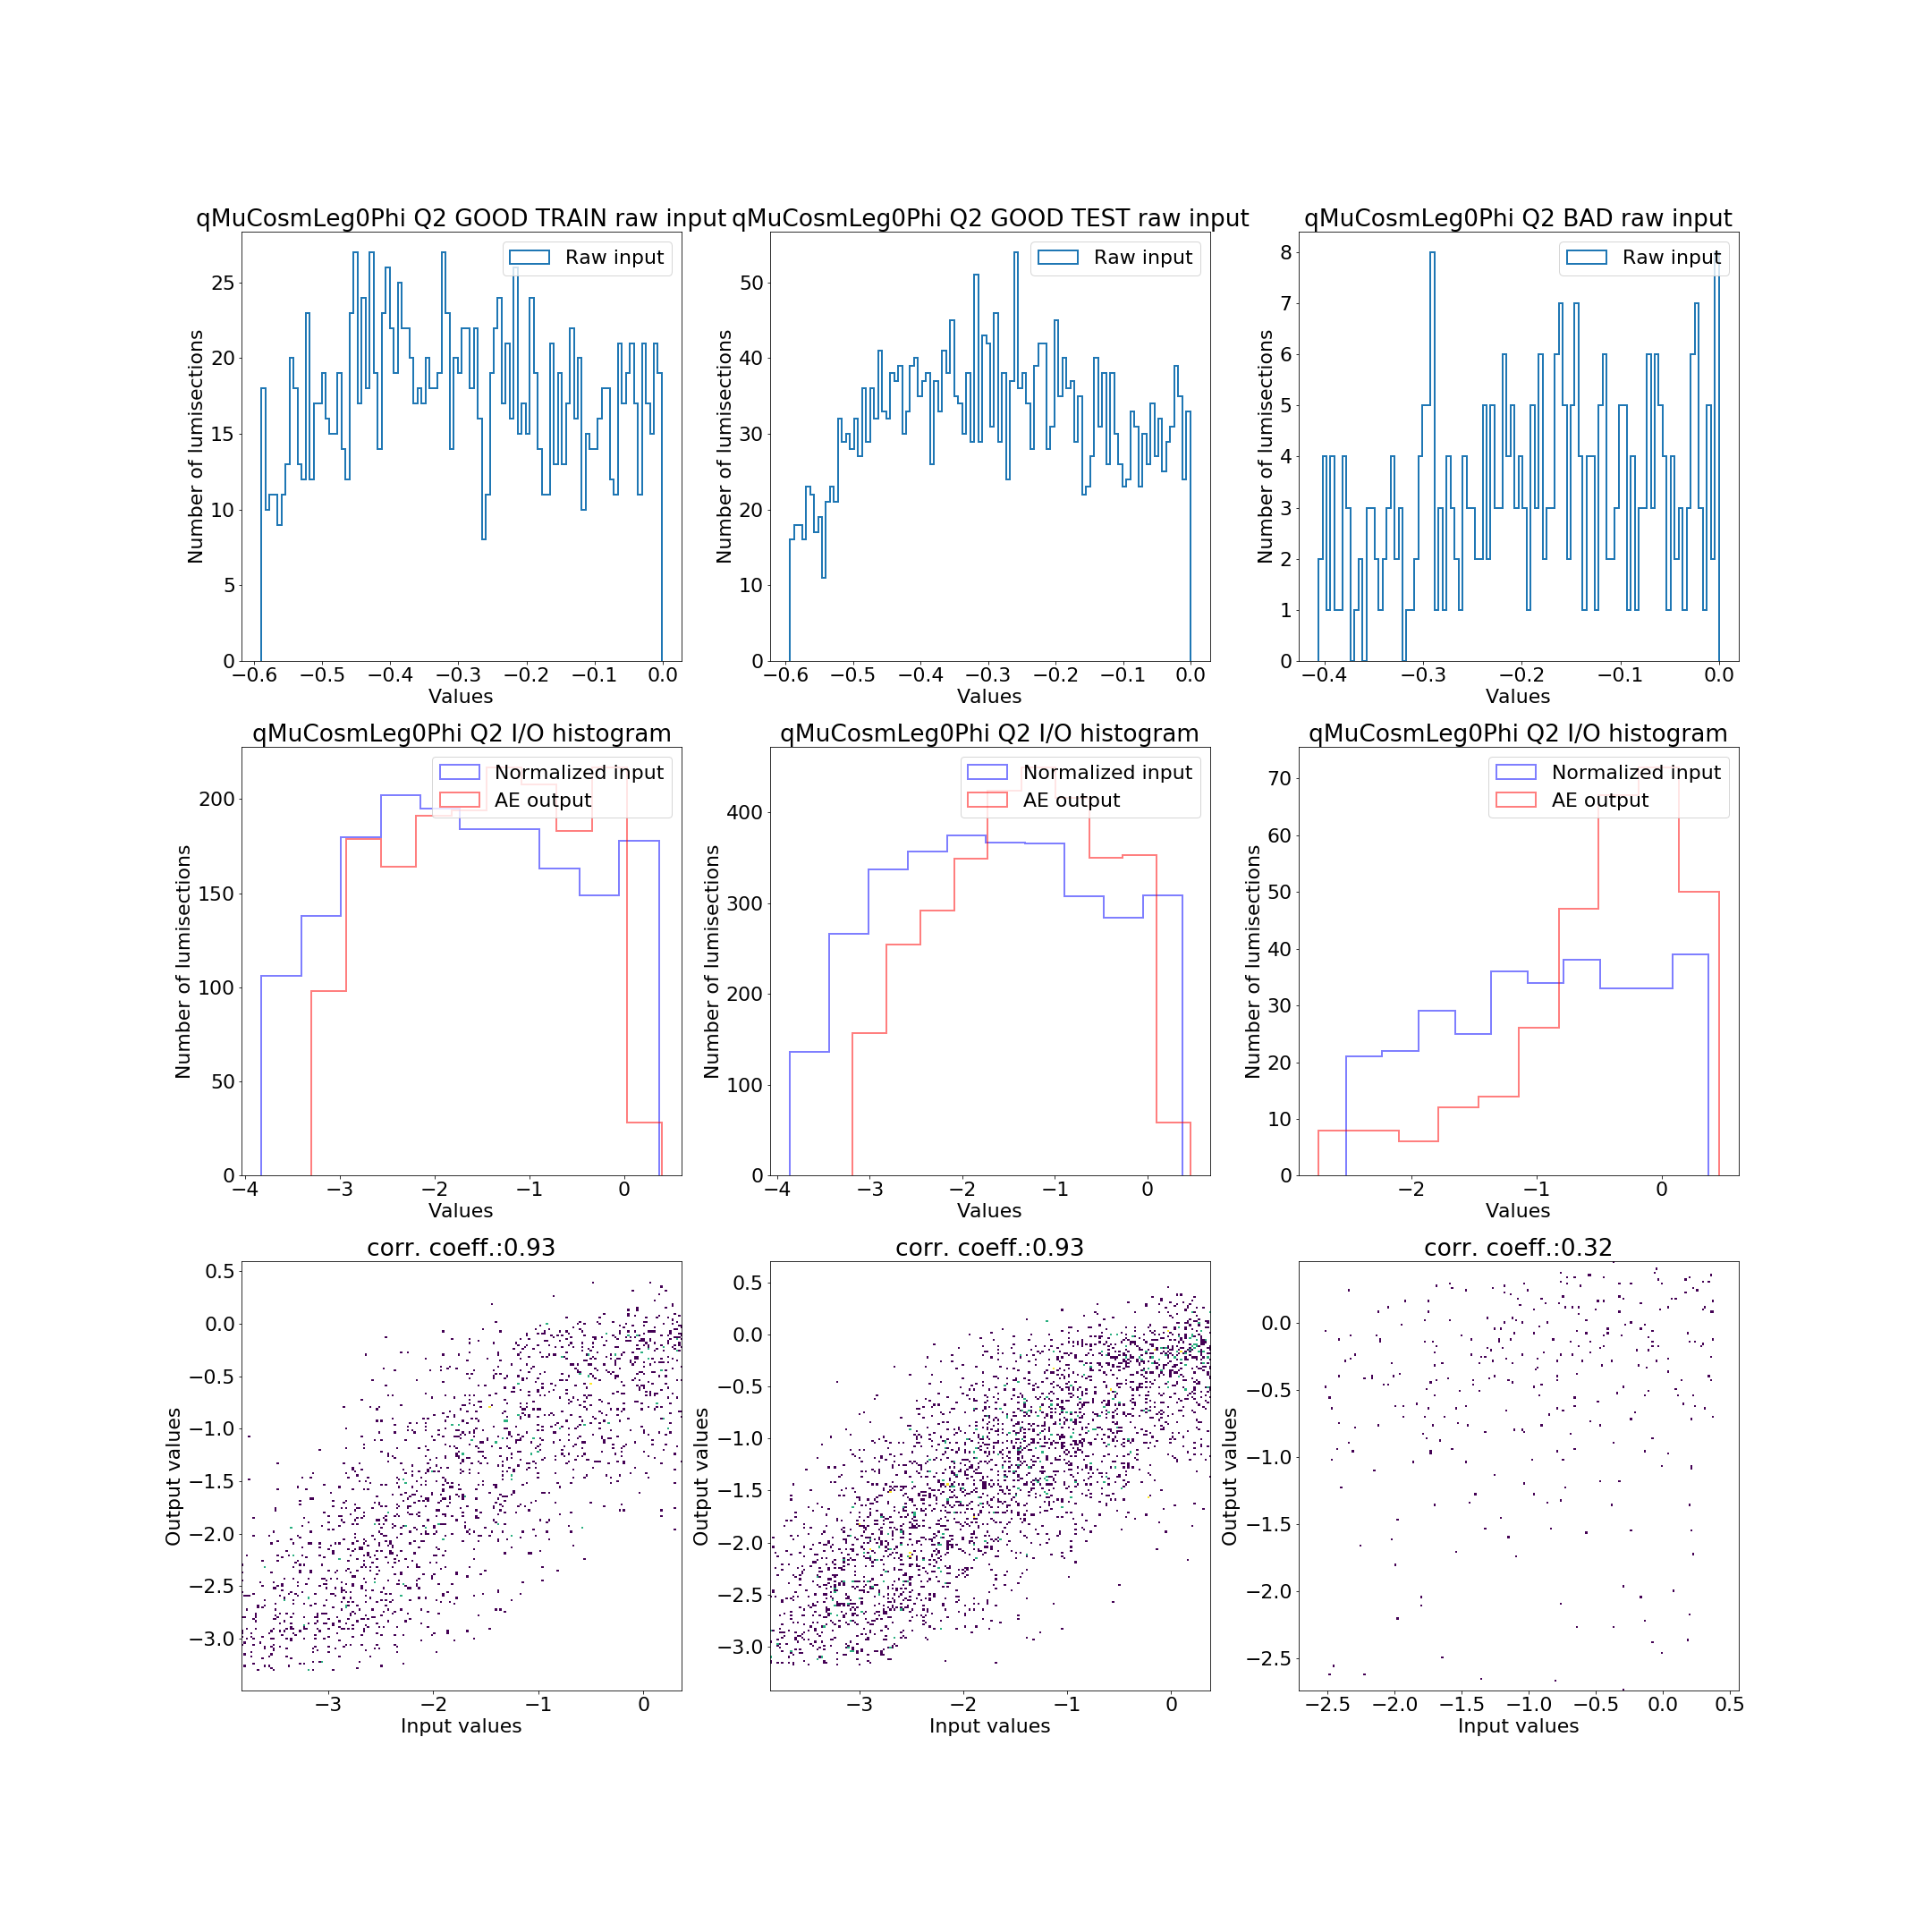 qMuCosmLeg0Phi Q2 GOOD TRAIN raw input
Raw input
Number of lumisections
25
20
15
10
5
0
−0.6 −0.5 −0.4 −0.3 −0.2 −0.1 0.0
Values
qMuCosmLeg0Phi Q2 GOOD TEST raw input
Raw input
Number of lumisections
50
40
30
20
10
0
−0.6 −0.5 −0.4 −0.3 −0.2 −0.1 0.0
Values
qMuCosmLeg0Phi Q2 BAD raw input
Raw input
Number of lumisections
8
7
6
5
4
3
2
1
0
−0.4 −0.3 −0.2 −0.1 0.0
Values
qMuCosmLeg0Phi Q2 I/O histogram
Normalized input
AE output
Number of lumisections
200
150
100
50
0
−4 −3 −2 −1 0
Values
qMuCosmLeg0Phi Q2 I/O histogram
Normalized input
AE output
Number of lumisections
400
300
200
100
0
−4 −3 −2 −1 0
Values
qMuCosmLeg0Phi Q2 I/O histogram
Normalized input
AE output
Number of lumisections
70
60
50
40
30
20
10
0
−2 −1 0
Values
corr. coeff.:0.93
Output values
0.5
0.0
−0.5
−1.0
−1.5
−2.0
−2.5
−3.0
−3 −2 −1 0
Input values
corr. coeff.:0.93
Output values
0.5
0.0
−0.5
−1.0
−1.5
−2.0
−2.5
−3.0
−3 −2 −1 0
Input values
corr. coeff.:0.32
Output values
0.0
−0.5
−1.0
−1.5
−2.0
−2.5
−2.5 −2.0 −1.5 −1.0 −0.5 0.0 0.5
Input values